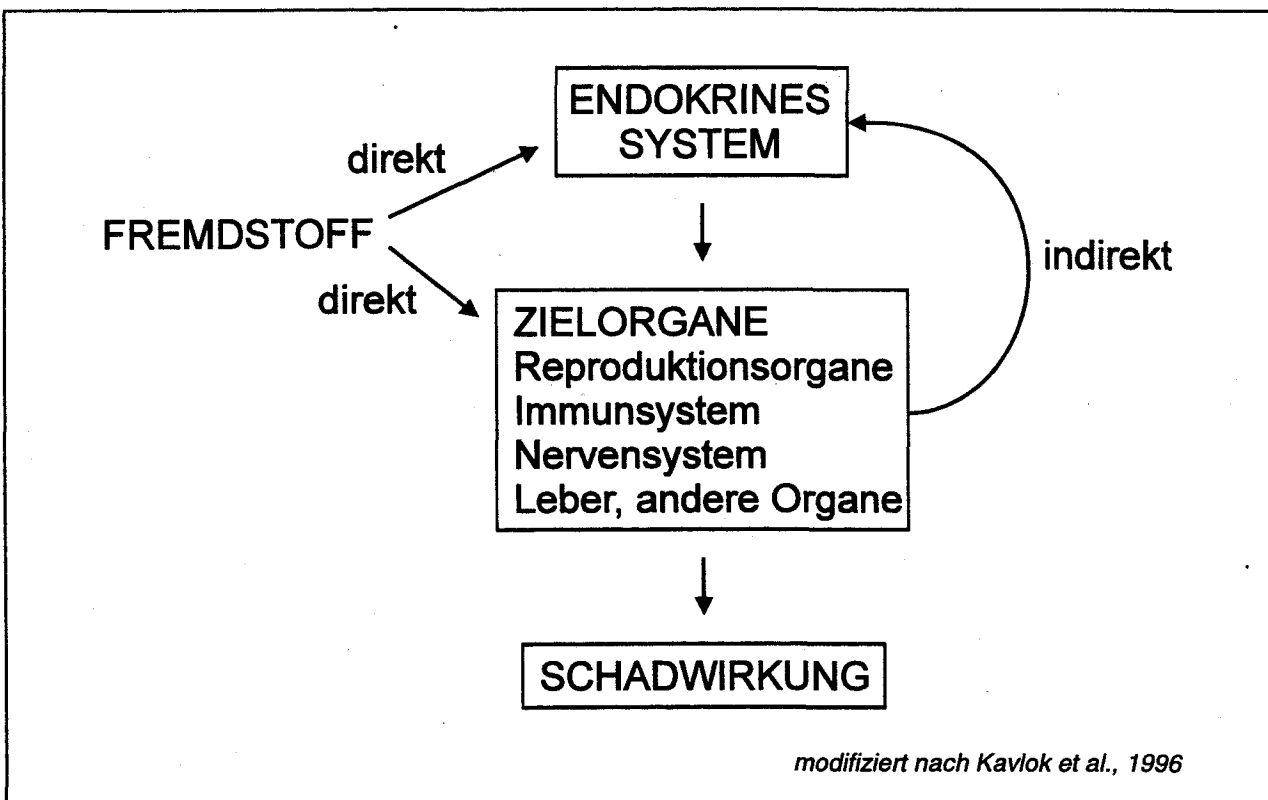 ENDOKRINES
SYSTEM
direkt
FREMDSTOFF
direkt
indirekt
ZIELORGANE
Reproduktionsorgane
Immunsystem
Nervensystem
Leber, andere Organe
SCHADWIRKUNG
modifiziert nach Kavlok et al., 1996